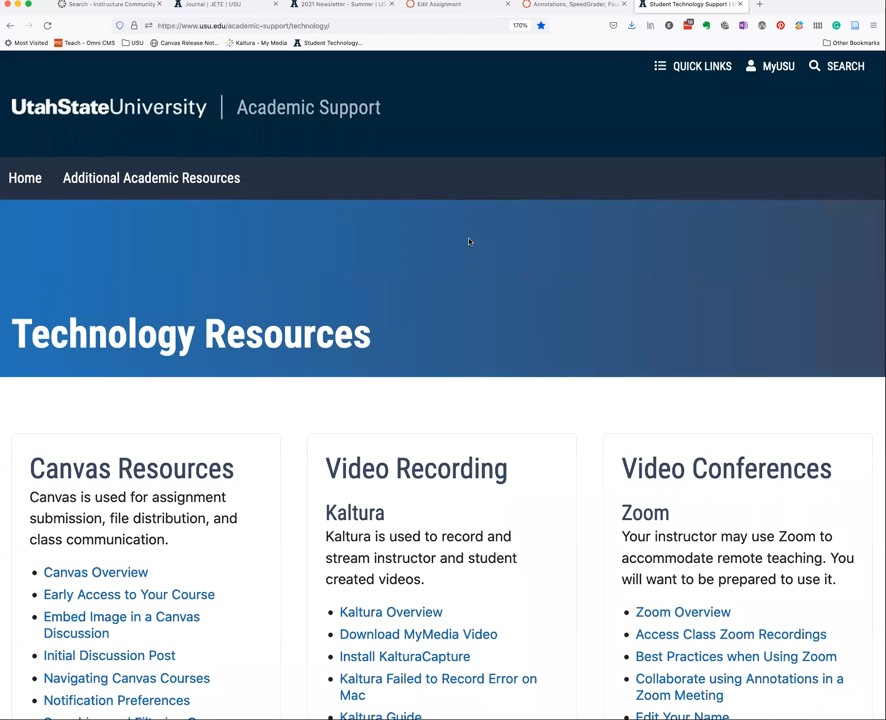 Search - Instructure Community
Journal | JETE | USU
2021 Newsletter - Summer | US
Edit Assignment
Annotations, SpeedGrader, Fou
Student Technology Support | U
https://www.usu.edu/academic-support/technology/
170%
Most Visited
Teach - Omni CMS
USU
Canvas Release Not...
Kaltura - My Media
Student Technology...
Other Bookmarks
QUICK LINKS
MyUSU
SEARCH
UtahStateUniversity
Academic Support
Home
Additional Academic Resources
Technology Resources
Canvas Resources
Canvas is used for assignment
submission, file distribution, and
class communication.
• Canvas Overview
• Early Access to Your Course
• Embed Image in a Canvas
Discussion
• Initial Discussion Post
• Navigating Canvas Courses
• Notification Preferences
Video Recording
Kaltura
Kaltura is used to record and
stream instructor and student
created videos.
• Kaltura Overview
• Download MyMedia Video
• Install KalturaCapture
• Kaltura Failed to Record Error on
Mac
• Kaltura Guide
Video Conferences
Zoom
Your instructor may use Zoom to
accommodate remote teaching. You
will want to be prepared to use it.
• Zoom Overview
• Access Class Zoom Recordings
• Best Practices when Using Zoom
• Collaborate using Annotations in a
Zoom Meeting
• Edit Your Name